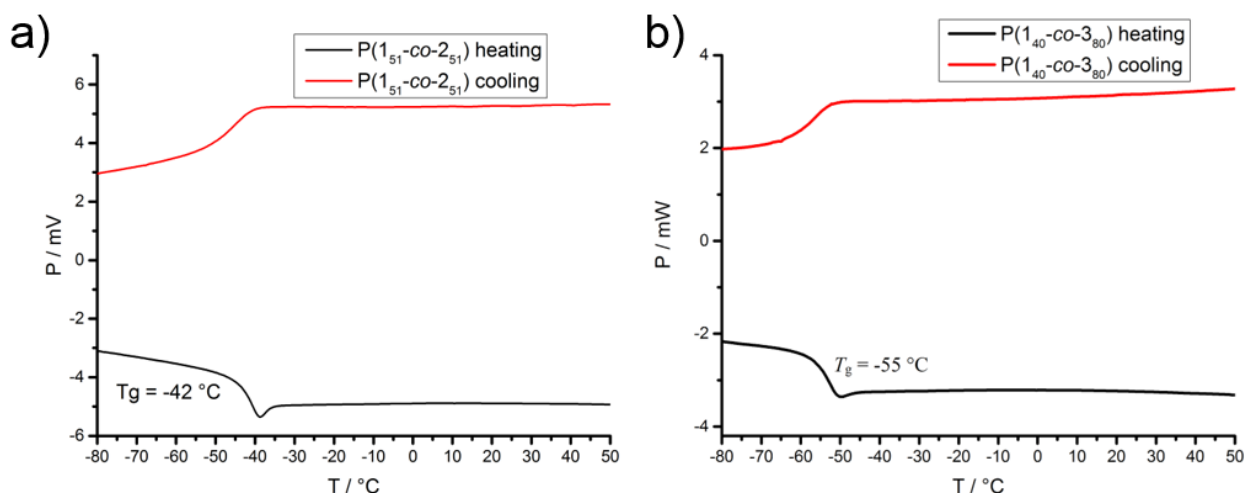 a)
P(1₅₁-co-2₅₁) heating
P(1₅₁-co-2₅₁) cooling
6
4
2
0
-2
-4
-6
P / mV
Tg = -42 °C
-80 -70 -60 -50 -40 -30 -20 -10 0 10 20 30 40 50
T / °C
b)
P(1₄₀-co-3₈₀) heating
P(1₄₀-co-3₈₀) cooling
4
2
0
-2
-4
P / mW
Tg = -55 °C
-80 -70 -60 -50 -40 -30 -20 -10 0 10 20 30 40 50
T / °C